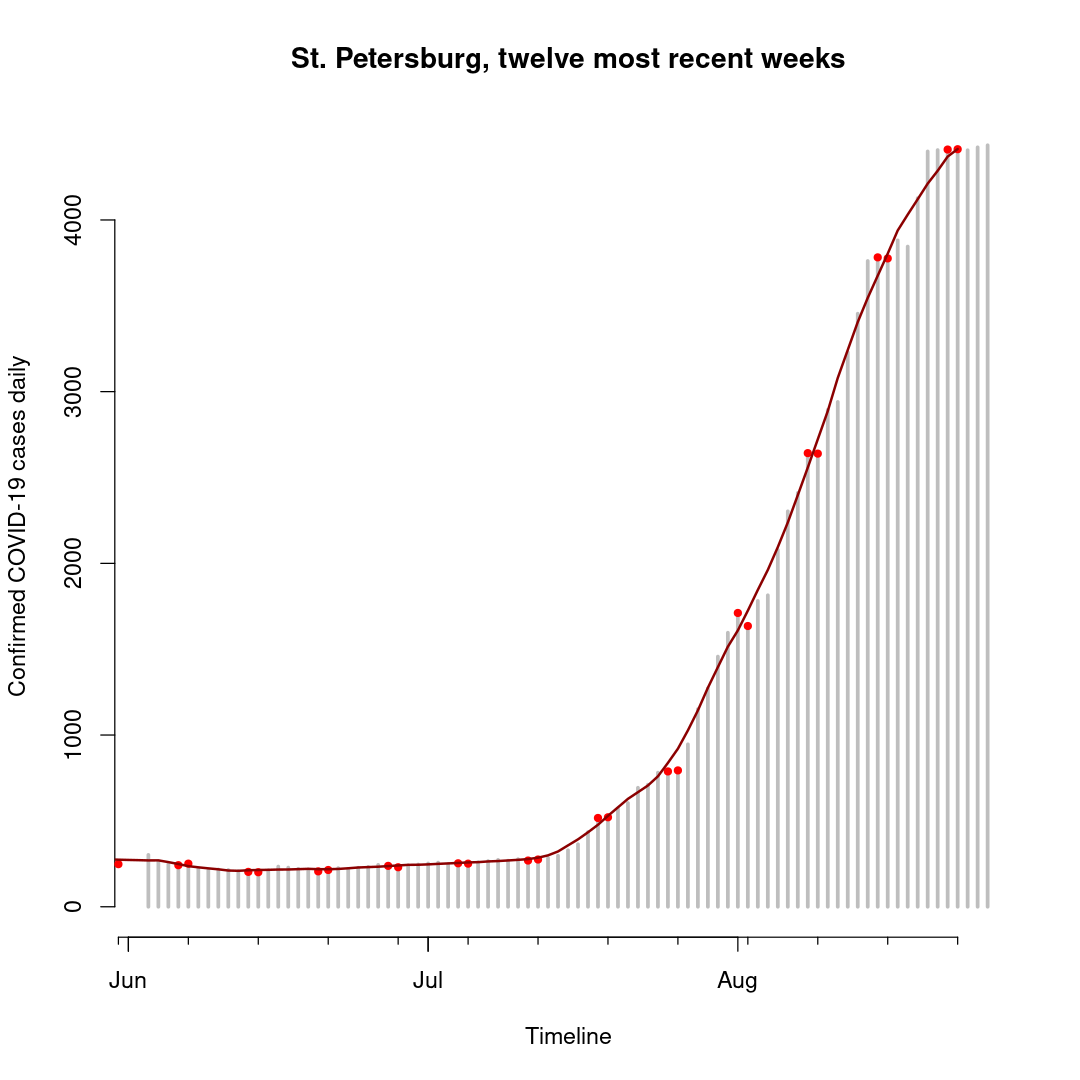 St. Petersburg, twelve most recent weeks
Confirmed COVID-19 cases daily
4000
3000
2000
1000
0
Jun Jul Aug
Timeline